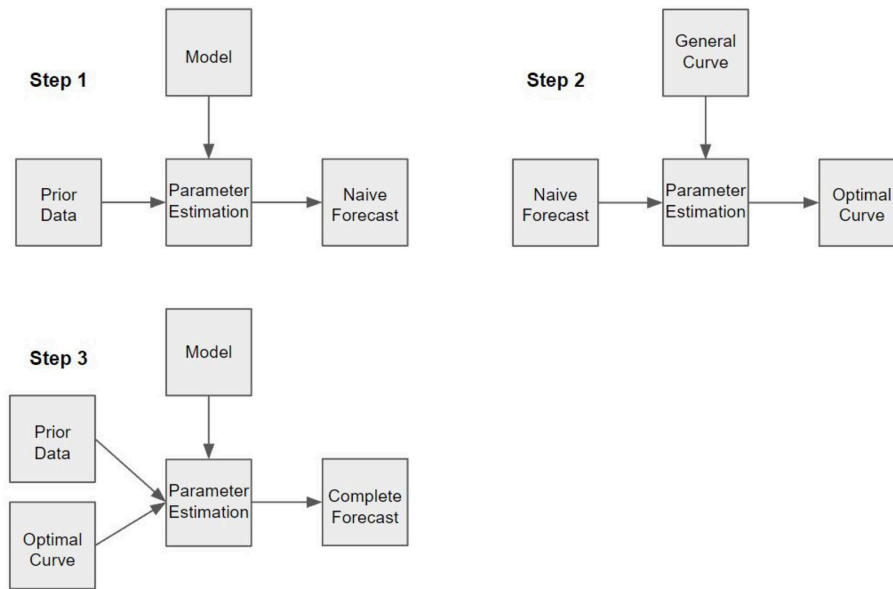 Step 1
Model
Prior
Data
Parameter
Estimation
Naive
Forecast
Step 2
General
Curve
Naive
Forecast
Parameter
Estimation
Optimal
Curve
Step 3
Model
Prior
Data
Optimal
Curve
Parameter
Estimation
Complete
Forecast